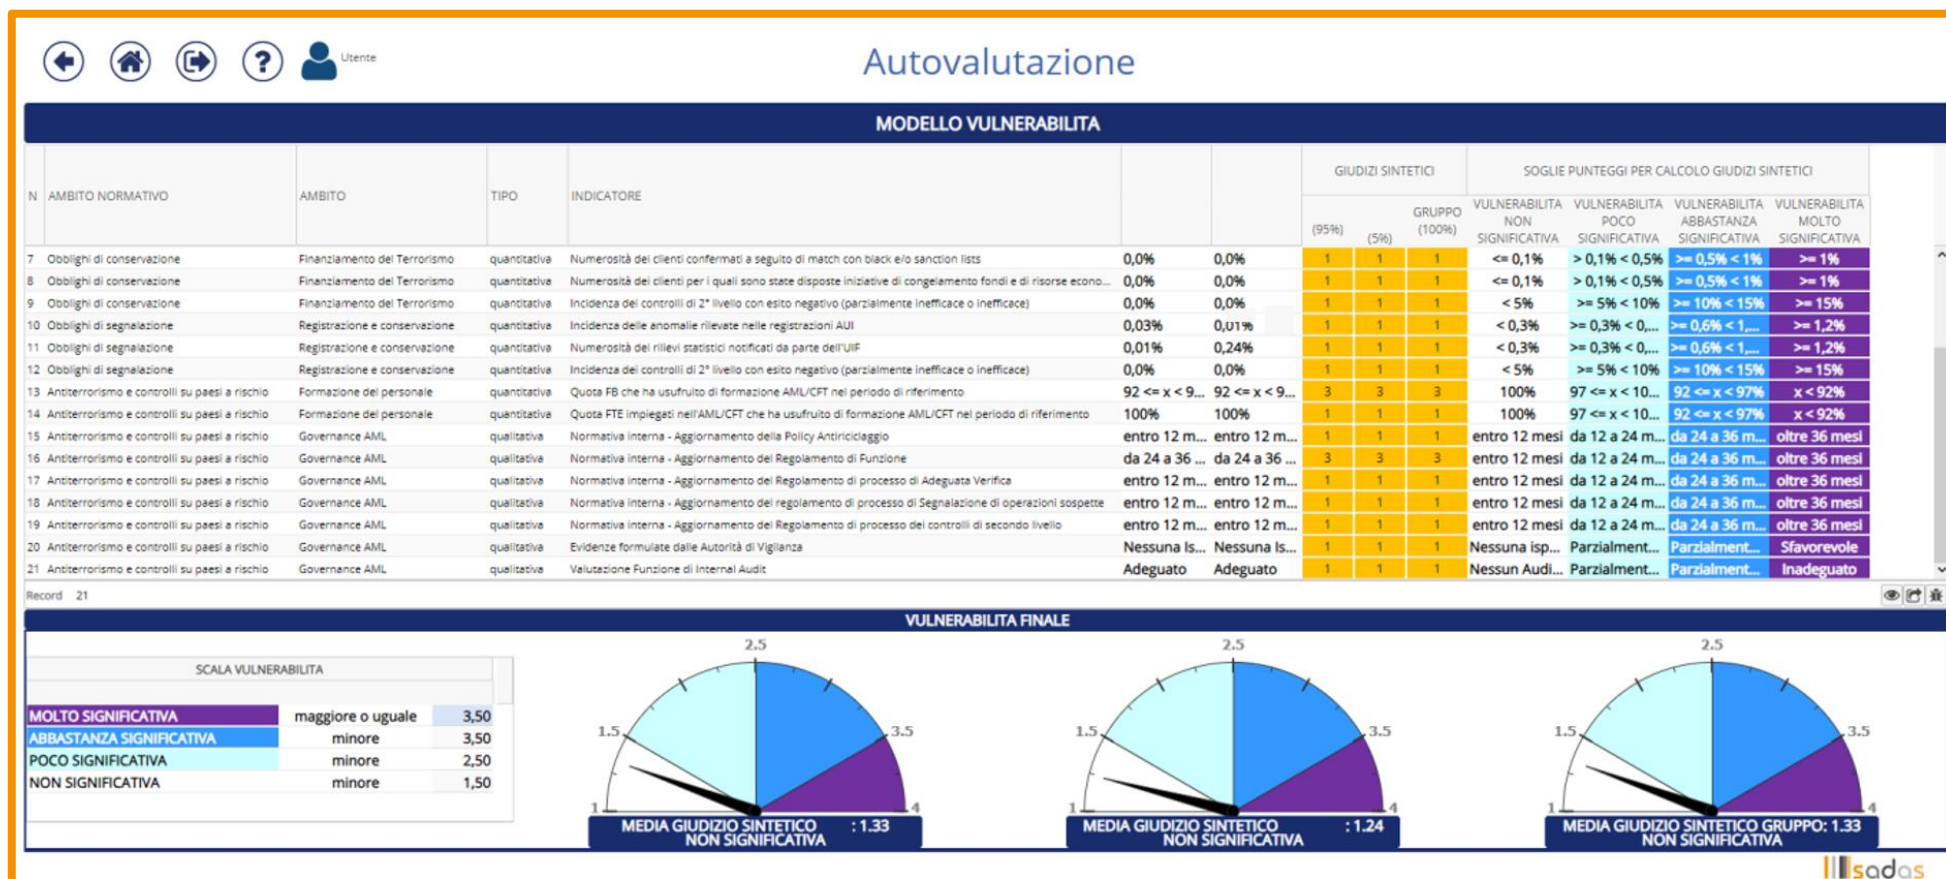 Utente
Autovalutazione
MODELLO VULNERABILITA
GIUDIZI SINTETICI SOGLIE PUNTEGGI PER CALCOLO GIUDIZI SINTETICI
N AMBITO NORMATIVO AMBITO TIPO INDICATORE (95%) (5%) GRUPPO (100%) VULNERABILITA NON SIGNIFICATIVA VULNERABILITA POCO SIGNIFICATIVA VULNERABILITA ABBASTANZA SIGNIFICATIVA VULNERABILITA MOLTO SIGNIFICATIVA
7 Obblighi di conservazione Finanziamento del Terrorismo quantitativa Numerosità dei clienti confermati a seguito di match con black e/o sanction lists 0,0% 0,0% 1 1 1 <= 0,1% > 0,1% < 0,5% >= 0,5% < 1% >= 1%
8 Obblighi di conservazione Finanziamento del Terrorismo quantitativa Numerosità dei clienti per i quali sono state disposte iniziative di congelamento fondi e di risorse econo... 0,0% 0,0% 1 1 1 <= 0,1% > 0,1% < 0,5% >= 0,5% < 1% >= 1%
9 Obblighi di conservazione Finanziamento del Terrorismo quantitativa Incidenza dei controlli di 2° livello con esito negativo (parzialmente inefficace o inefficace) 0,0% 0,0% 1 1 1 < 5% >= 5% < 10% >= 10% < 15% >= 15%
10 Obblighi di segnalazione Registrazione e conservazione quantitativa Incidenza delle anomalie rilevate nelle registrazioni AUI 0,03% 0,01% 1 1 1 < 0,3% >= 0,3% < 0,... >= 0,6% < 1,... >= 1,2%
11 Obblighi di segnalazione Registrazione e conservazione quantitativa Numerosità dei rilievi statistici notificati da parte dell'UIF 0,01% 0,24% 1 1 1 < 0,3% >= 0,3% < 0,... >= 0,6% < 1,... >= 1,2%
12 Obblighi di segnalazione Registrazione e conservazione quantitativa Incidenza dei controlli di 2° livello con esito negativo (parzialmente inefficace o inefficace) 0,0% 0,0% 1 1 1 < 5% >= 5% < 10% >= 10% < 15% >= 15%
13 Antiterrorismo e controlli su paesi a rischio Formazione del personale quantitativa Quota FB che ha usufruito di formazione AML/CFT nel periodo di riferimento 92 <= x < 9... 92 <= x < 9... 3 3 3 100% 97 <= x < 10... 92 <= x < 97% x < 92%
14 Antiterrorismo e controlli su paesi a rischio Formazione del personale quantitativa Quota FTE impiegati nell'AML/CFT che ha usufruito di formazione AML/CFT nel periodo di riferimento 100% 100% 1 1 1 100% 97 <= x < 10... 92 <= x < 97% x < 92%
15 Antiterrorismo e controlli su paesi a rischio Governance AML qualitativa Normativa interna - Aggiornamento della Policy Antiriciclaggio entro 12 m... entro 12 m... 1 1 1 entro 12 mesi da 12 a 24 m... da 24 a 36 m... oltre 36 mesi
16 Antiterrorismo e controlli su paesi a rischio Governance AML qualitativa Normativa interna - Aggiornamento del Regolamento di Funzione da 24 a 36 ... da 24 a 36 ... 3 3 3 entro 12 mesi da 12 a 24 m... da 24 a 36 m... oltre 36 mesi
17 Antiterrorismo e controlli su paesi a rischio Governance AML qualitativa Normativa interna - Aggiornamento del Regolamento di processo di Adeguata Verifica entro 12 m... entro 12 m... 1 1 1 entro 12 mesi da 12 a 24 m... da 24 a 36 m... oltre 36 mesi
18 Antiterrorismo e controlli su paesi a rischio Governance AML qualitativa Normativa interna - Aggiornamento del regolamento di processo di Segnalazione di operazioni sospette entro 12 m... entro 12 m... 1 1 1 entro 12 mesi da 12 a 24 m... da 24 a 36 m... oltre 36 mesi
19 Antiterrorismo e controlli su paesi a rischio Governance AML qualitativa Normativa interna - Aggiornamento del Regolamento di processo dei controlli di secondo livello entro 12 m... entro 12 m... 1 1 1 entro 12 mesi da 12 a 24 m... da 24 a 36 m... oltre 36 mesi
20 Antiterrorismo e controlli su paesi a rischio Governance AML qualitativa Evidenze formulate dalle Autorità di Vigilanza Nessuna Is... Nessuna Is... 1 1 1 Nessuna isp... Parzialment... Parzialment... Sfavorevole
21 Antiterrorismo e controlli su paesi a rischio Governance AML qualitativa Valutazione Funzione di Internal Audit Adeguato Adeguato 1 1 1 Nessun Audi... Parzialment... Parzialment... Inadeguato
Record 21
VULNERABILITA FINALE
SCALA VULNERABILITA
MOLTO SIGNIFICATIVA maggiore o uguale 3,50
ABBASTANZA SIGNIFICATIVA minore 3,50
POCO SIGNIFICATIVA minore 2,50
NON SIGNIFICATIVA minore 1,50
1 1.5 2.5 3.5 4
MEDIA GIUDIZIO SINTETICO : 1.33
NON SIGNIFICATIVA
1 1.5 2.5 3.5 4
MEDIA GIUDIZIO SINTETICO : 1.24
NON SIGNIFICATIVA
1 1.5 2.5 3.5 4
MEDIA GIUDIZIO SINTETICO GRUPPO: 1.33
NON SIGNIFICATIVA
sadas